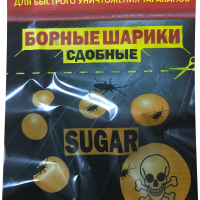 ДЛЯ БЫСТРОГО УНИЧТОЖЕНИЯ ТАРАКАНОВ
БОРНЫЕ ШАРИКИ
СДОБНЫЕ
SUGAR